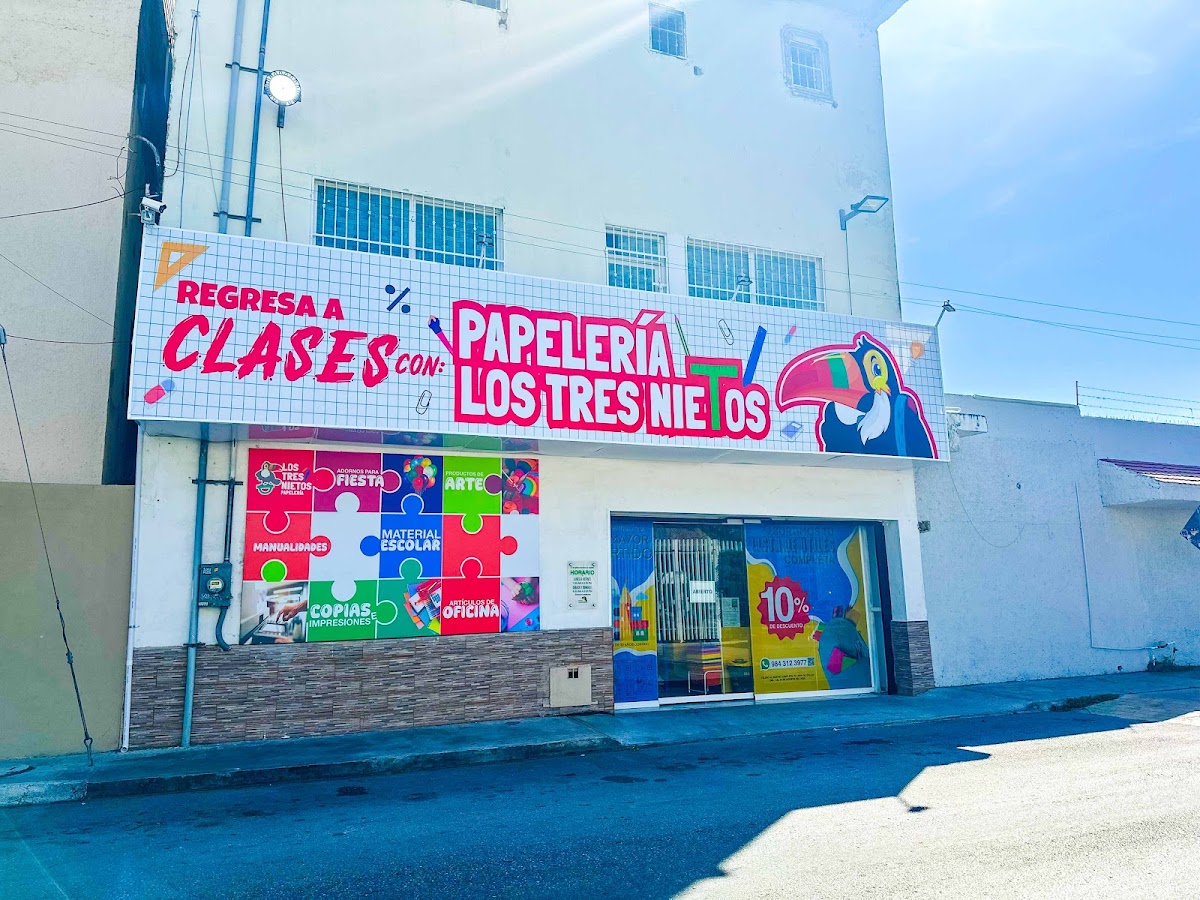 REGRESA A
CLASES CON:
PAPELERÍA
LOS TRES NIETOS
LOS
TRES
NIETOS
PAPELERÍA
ADORNOS PARA
FIESTA
PRODUCTOS DE
ARTE
MANUALIDADES
MATERIAL
ESCOLAR
COPIAS E
IMPRESIONES
ARTÍCULOS DE
OFICINA
HORARIO
ABIERTO
COMPLETA
10%
DE DESCUENTO
984 312 3977